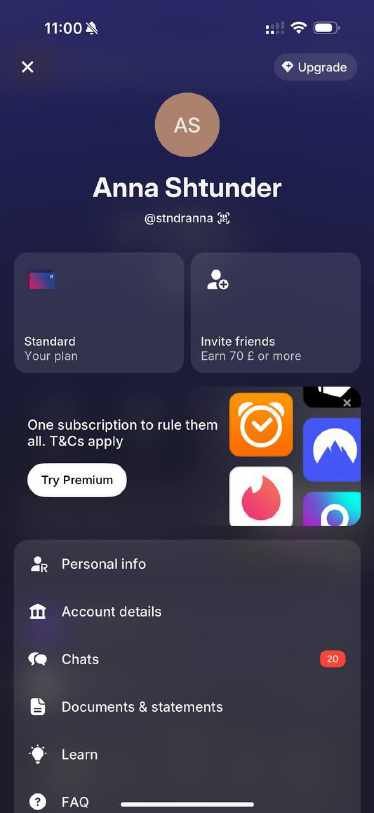 11:00
Upgrade
AS
Anna Shtunder
@stndranna
Standard
Your plan
Invite friends
Earn 70 £ or more
One subscription to rule them
all. T&Cs apply
Try Premium
Personal info
Account details
Chats
20
Documents & statements
Learn
FAQ